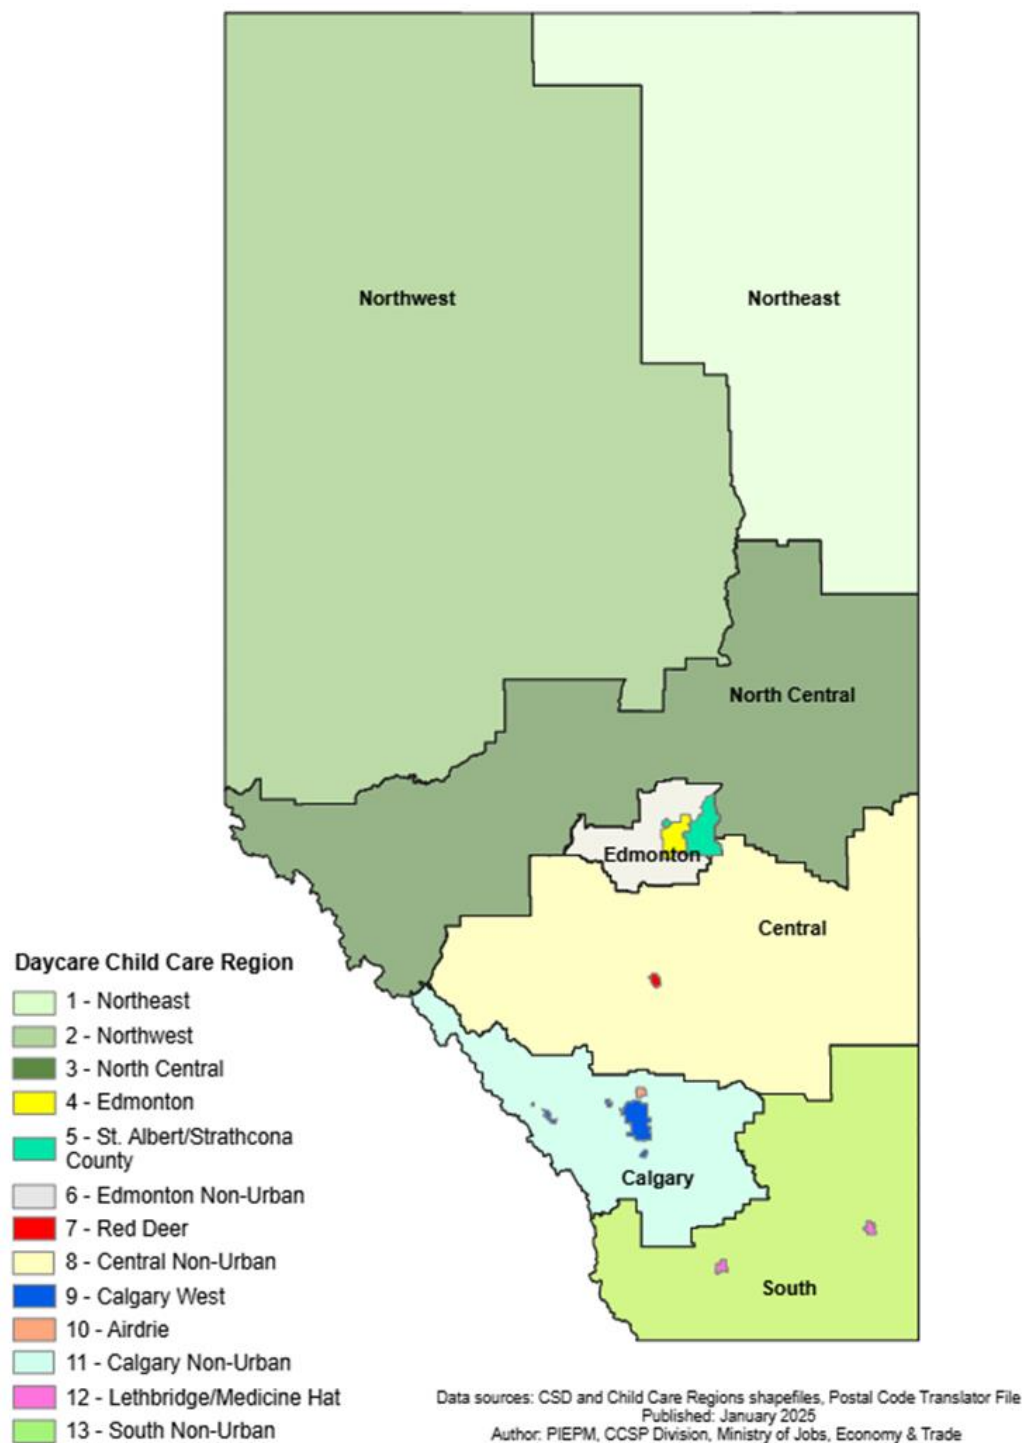 Northwest
Northeast
North Central
Edmonton
Central
Calgary
South
Daycare Child Care Region
1 - Northeast
2 - Northwest
3 - North Central
4 - Edmonton
5 - St. Albert/Strathcona
County
6 - Edmonton Non-Urban
7 - Red Deer
8 - Central Non-Urban
9 - Calgary West
10 - Airdrie
11 - Calgary Non-Urban
12 - Lethbridge/Medicine Hat
13 - South Non-Urban
Data sources: CSD and Child Care Regions shapefiles, Postal Code Translator File
Published: January 2025
Author: PIEPM, CCSP Division, Ministry of Jobs, Economy & Trade